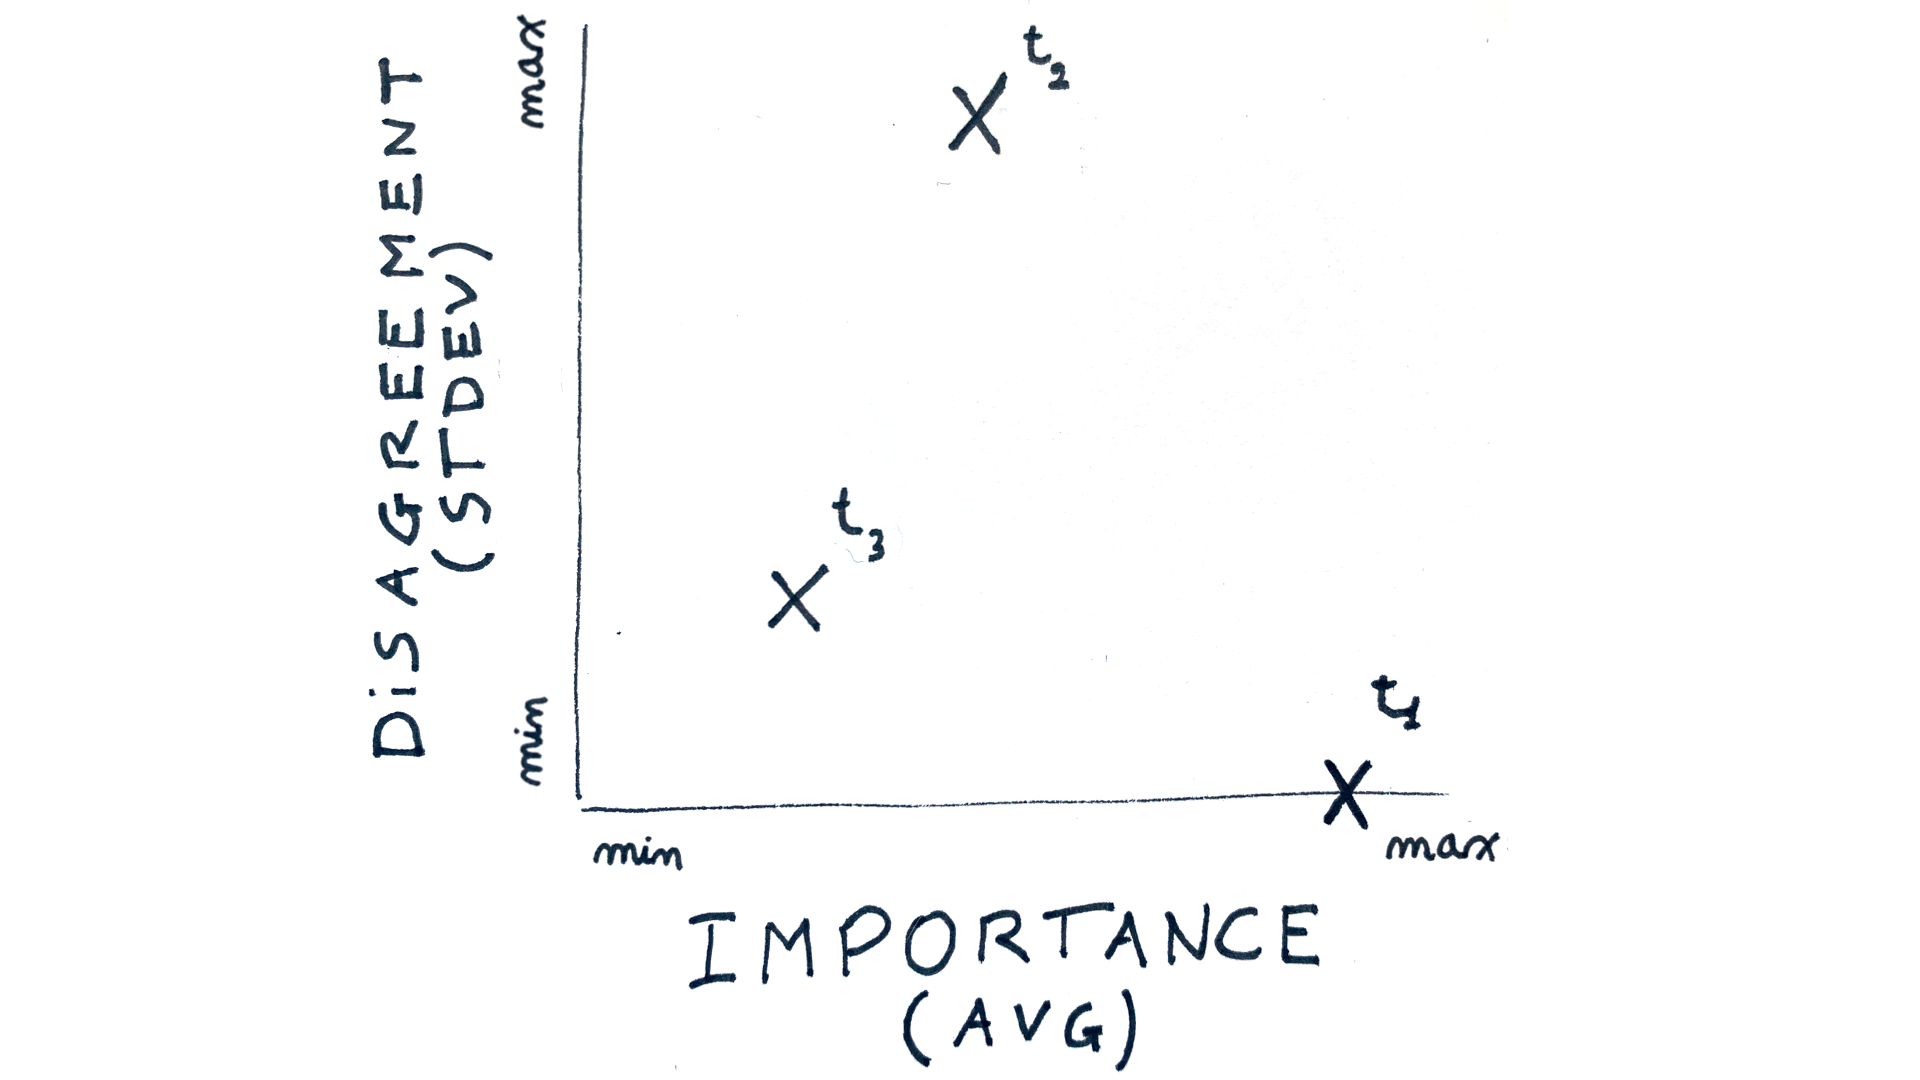 max
DiSAGREEMENT
(STDEV)
min
t2
t3
t1
min
max
IMPORTANCE
(AVG)